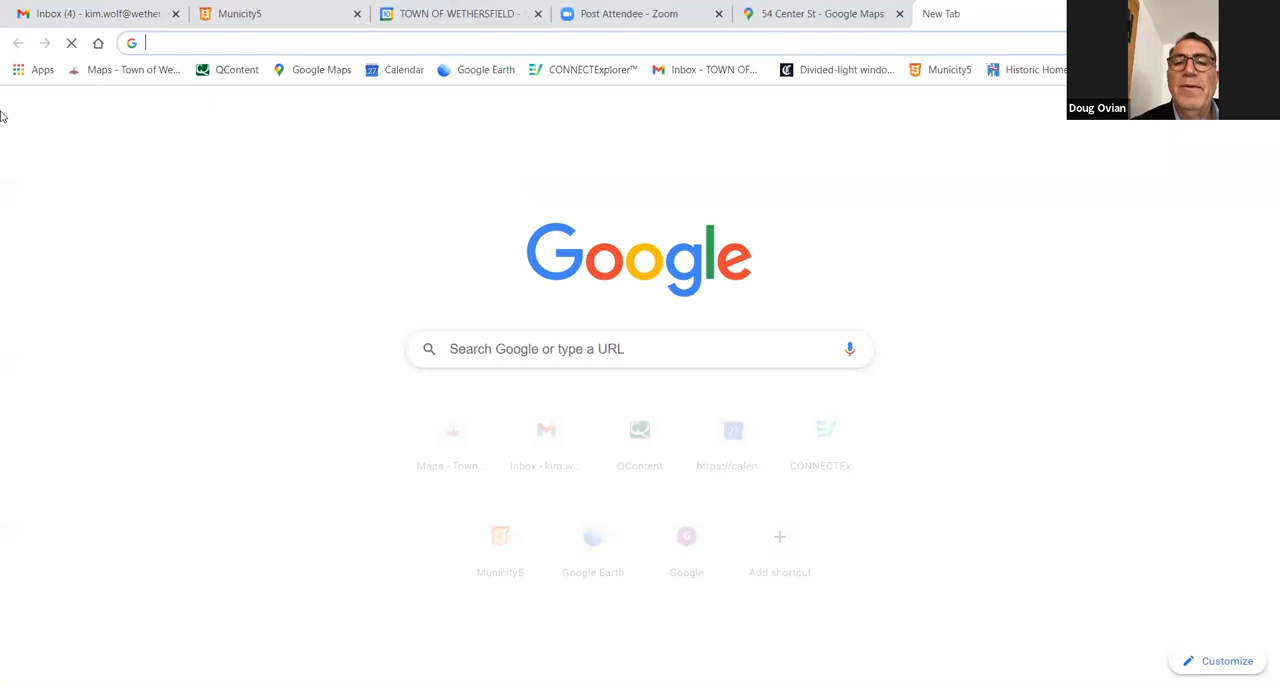 Inbox (4) - kim.wolf@wether
Municity5
TOWN OF WETHERSFIELD -
Post Attendee - Zoom
54 Center St - Google Maps
New Tab
Apps
Maps - Town of We...
QContent
Google Maps
27 Calendar
Google Earth
CONNECTExplorer™
Inbox - TOWN OF...
Divided-light windo...
Municity5
Historic Home
Doug Ovian
Google
Search Google or type a URL
Maps - Town ...
Inbox - kim.w...
QContent
https://calen...
CONNECTEx...
Municity5
Google Earth
Google
Add shortcut
Customize